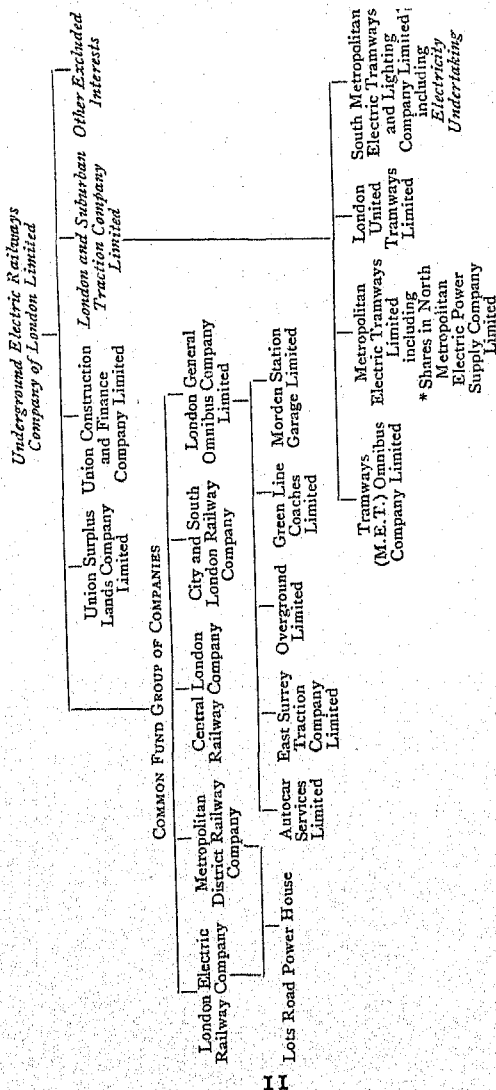 Underground Electric Railways
Company of London Limited
Union Surplus
Lands Company
Limited
Union Construction
and Finance
Company Limited
London and Suburban
Traction Company
Limited
Other Excluded
Interests
COMMON FUND GROUP OF COMPANIES
London Electric
Railway Company
Metropolitan
District Railway
Company
Central London
Railway Company
City and South
London Railway
Company
London General
Omnibus Company
Limited
Lots Road Power House
Autocar
Services
Limited
East Surrey
Traction
Company
Limited
Overground
Limited
Green Line
Coaches
Limited
Morden Station
Garage Limited
Tramways
(M.E.T.) Omnibus
Company Limited
Metropolitan
Electric Tramways
Limited
including
* Shares in North
Metropolitan
Electric Power
Supply Company
Limited
London
United
Tramways
Limited
South Metropolitan
Electric Tramways
and Lighting
Company Limited
including
Electricity
Undertaking
II